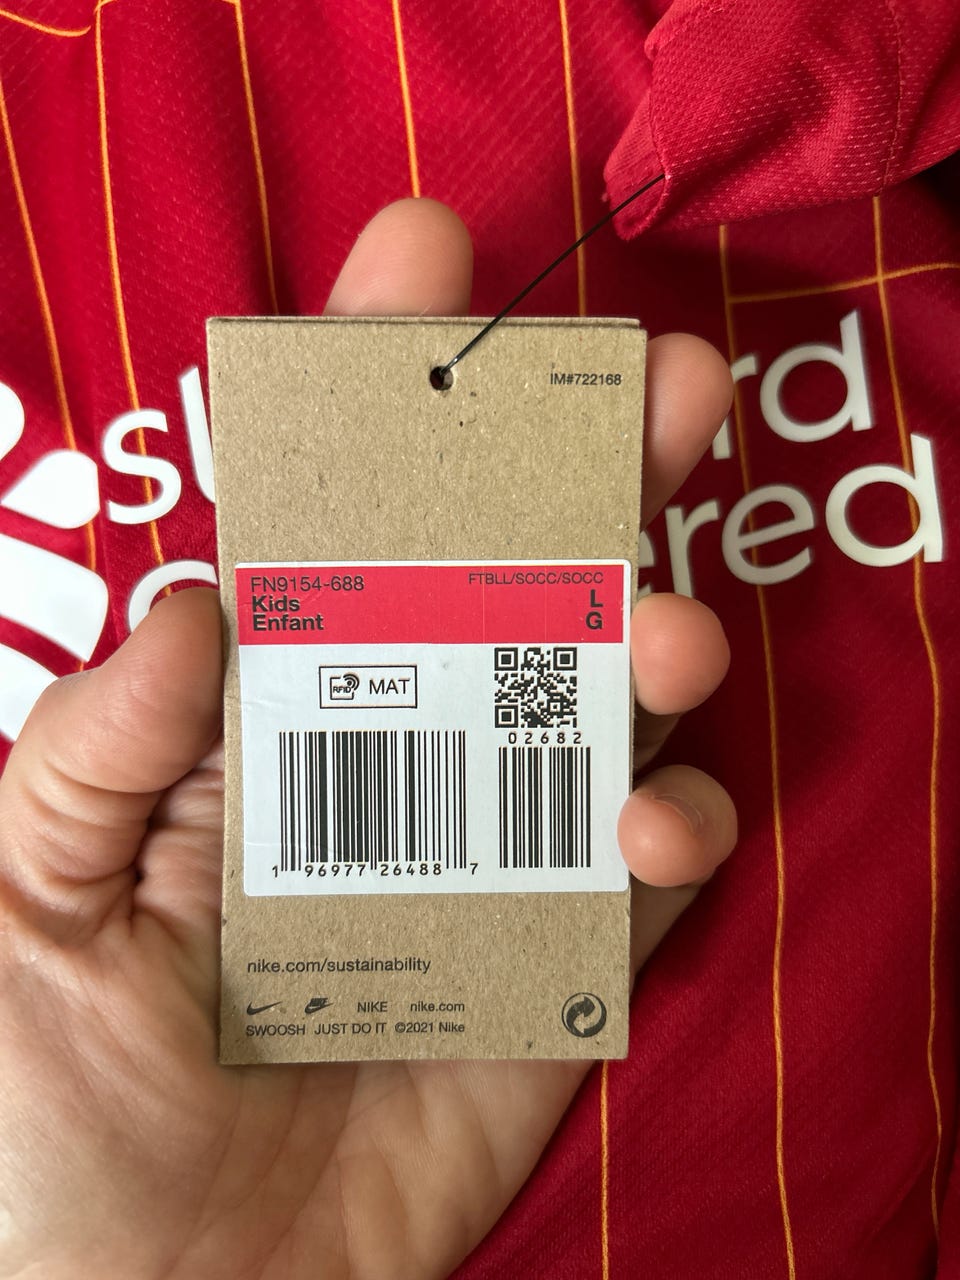 IM#722168
FN9154-688
FTBLL/SOCC/SOCC
Kids
L
Enfant
G
RFID MAT
02682
1 96977 26488 7
nike.com/sustainability
NIKE nike.com
SWOOSH JUST DO IT ©2021 Nike